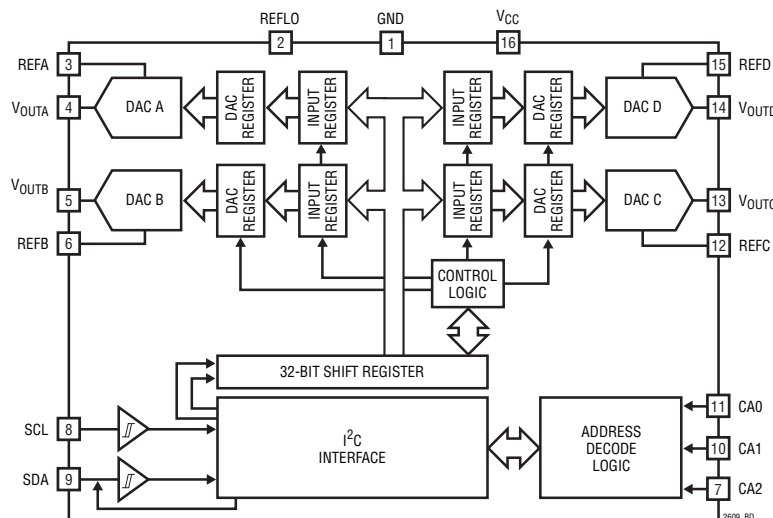 REFLO
GND
VCC
2
1
16
REFA
3
15
REFD
VOUTA
4
DAC A
DAC
REGISTER
INPUT
REGISTER
INPUT
REGISTER
DAC
REGISTER
DAC D
14
VOUTD
VOUTB
5
DAC B
DAC
REGISTER
INPUT
REGISTER
INPUT
REGISTER
DAC
REGISTER
DAC C
13
VOUTC
REFB
6
12
REFC
CONTROL
LOGIC
32-BIT SHIFT REGISTER
SCL
8
I2C
INTERFACE
ADDRESS
DECODE
LOGIC
11
CA0
10
CA1
SDA
9
7
CA2
2609 BD